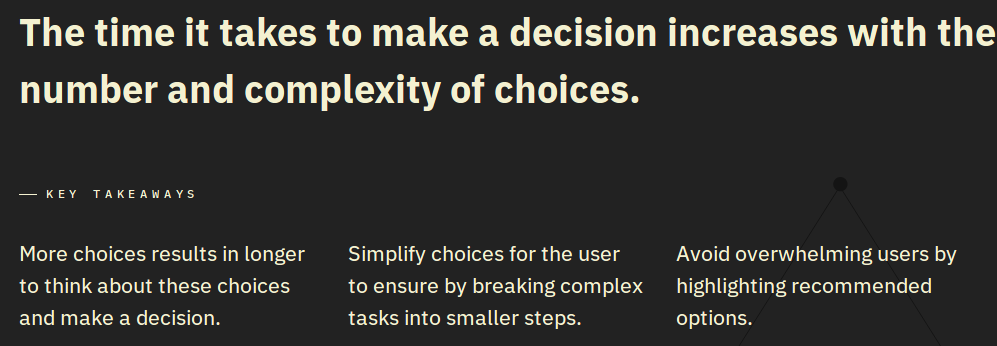 The time it takes to make a decision increases with the
number and complexity of choices.
KEY TAKEAWAYS
More choices results in longer
to think about these choices
and make a decision.
Simplify choices for the user
to ensure by breaking complex
tasks into smaller steps.
Avoid overwhelming users by
highlighting recommended
options.